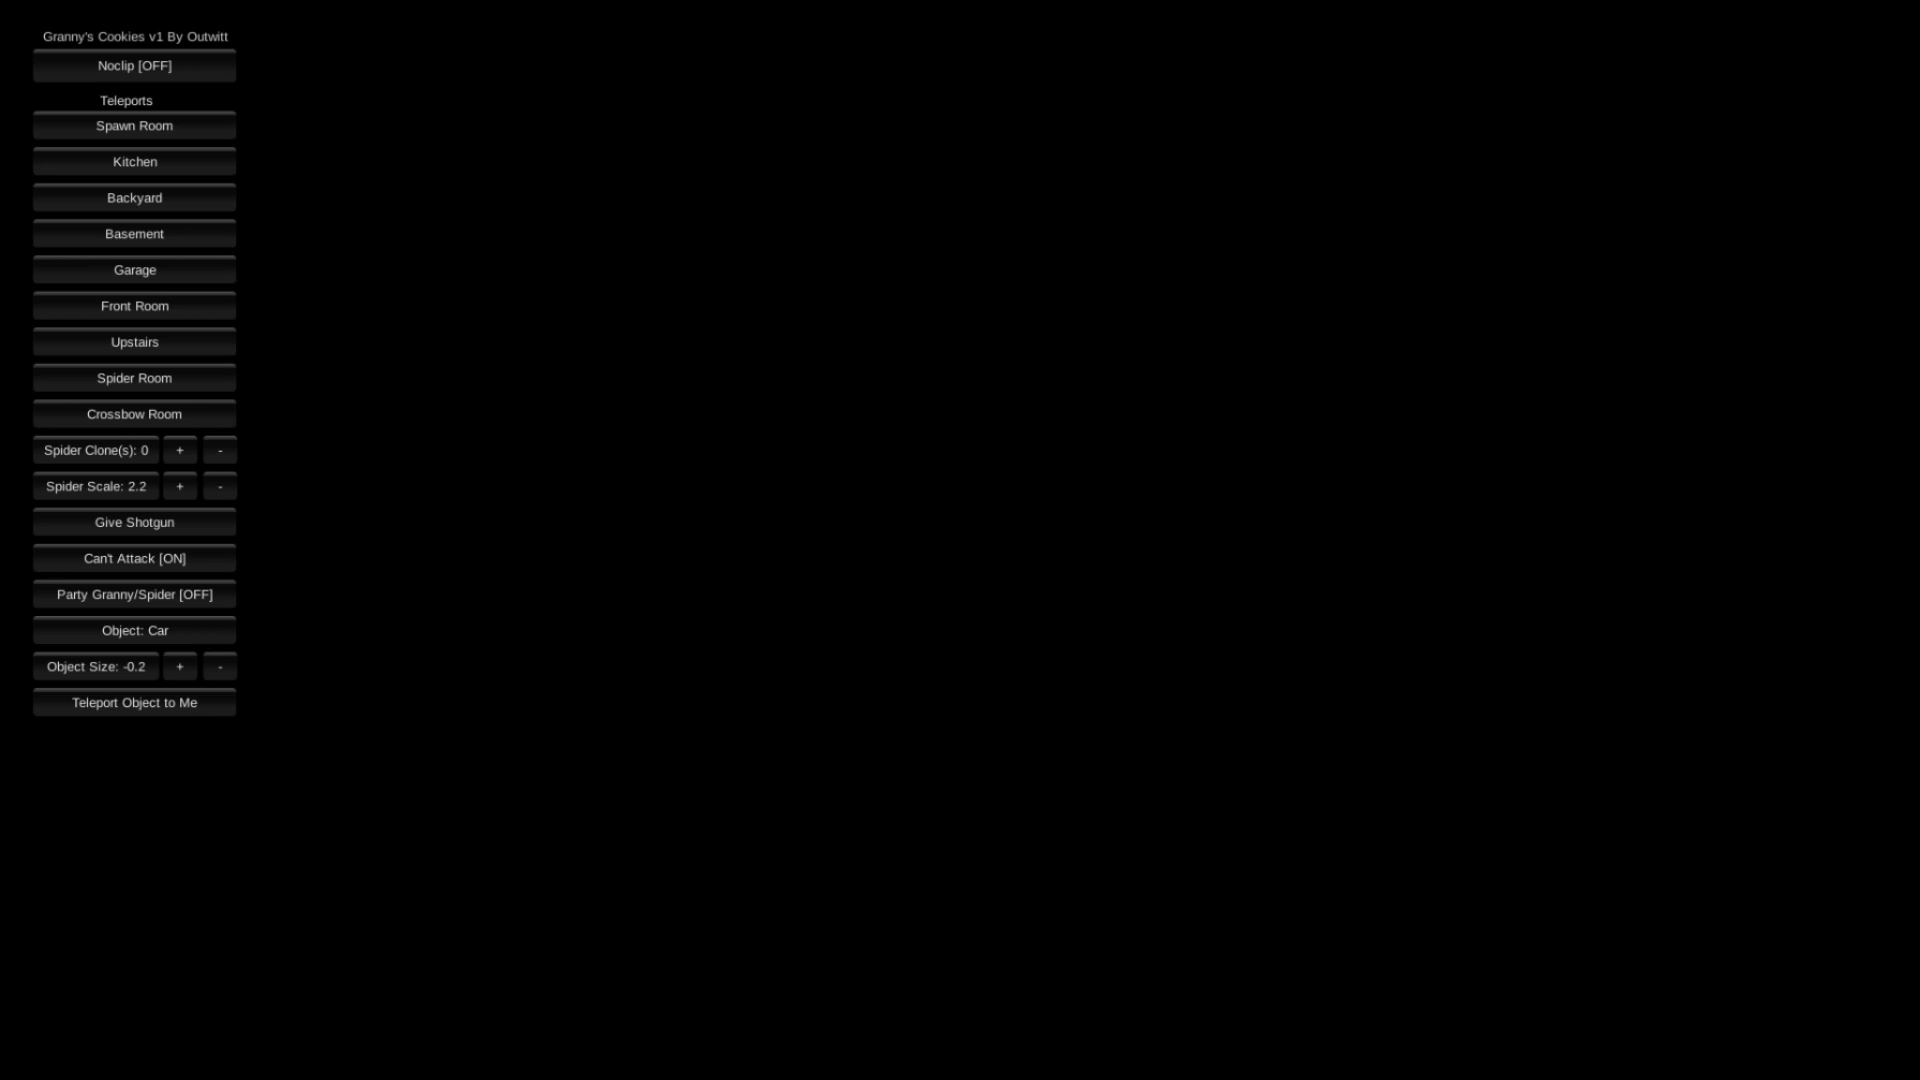 Granny's Cookies v1 By Outwitt
Noclip [OFF]
Teleports
Spawn Room
Kitchen
Backyard
Basement
Garage
Front Room
Upstairs
Spider Room
Crossbow Room
Spider Clone(s): 0 + -
Spider Scale: 2.2 + -
Give Shotgun
Can't Attack [ON]
Party Granny/Spider [OFF]
Object: Car
Object Size: -0.2 + -
Teleport Object to Me